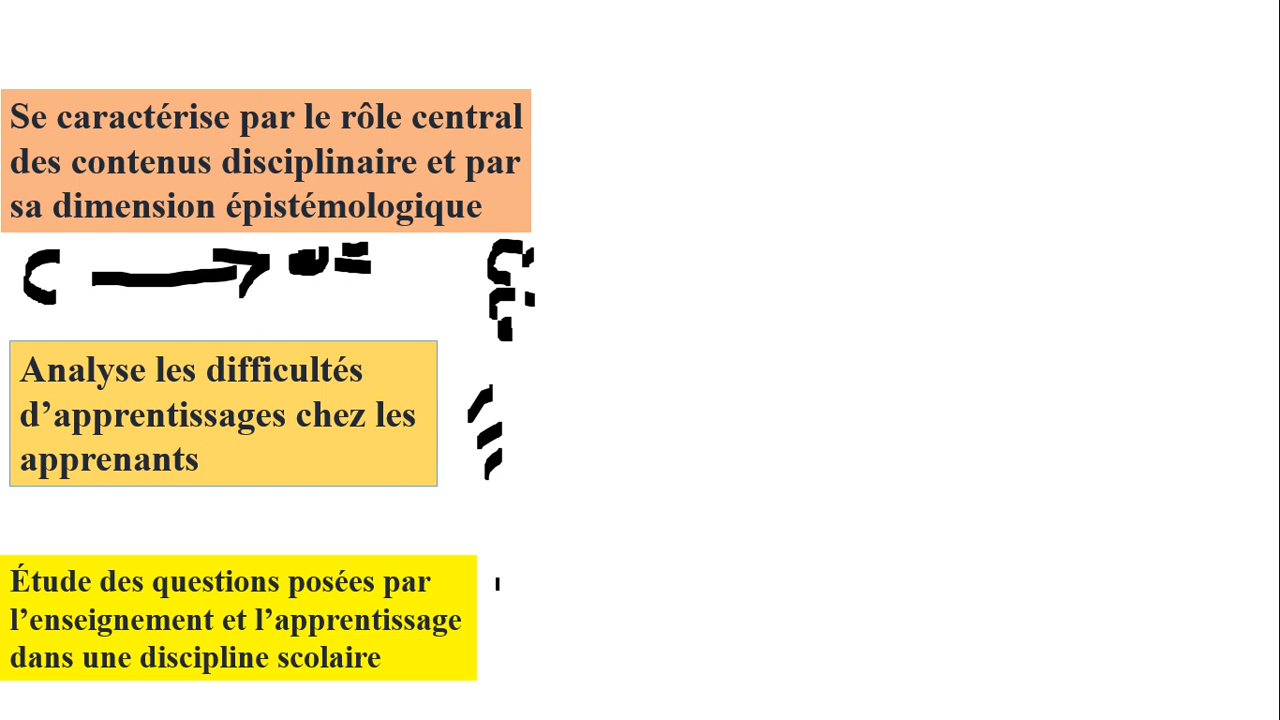 Se caractérise par le rôle central
des contenus disciplinaire et par
sa dimension épistémologique
Analyse les difficultés
d’apprentissages chez les
apprenants
Étude des questions posées par
l’enseignement et l’apprentissage
dans une discipline scolaire